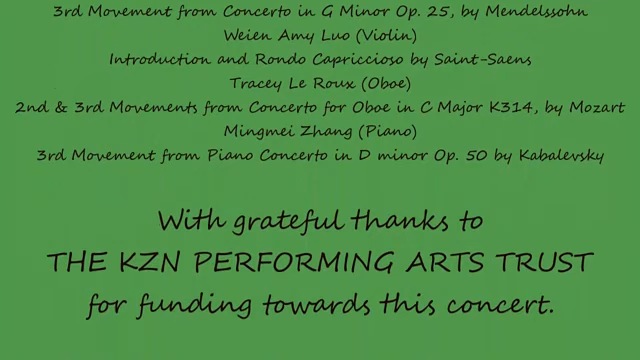 3rd Movement from Concerto in G Minor Op. 25, by Mendelssohn
Weien Amy Luo (Violin)
Introduction and Rondo Capriccioso by Saint-Saens
Tracey Le Roux (Oboe)
2nd & 3rd Movements from Concerto for Oboe in C Major K314, by Mozart
Mingmei Zhang (Piano)
3rd Movement from Piano Concerto in D minor Op. 50 by Kabalevsky
With grateful thanks to
THE KZN PERFORMING ARTS TRUST
for funding towards this concert.